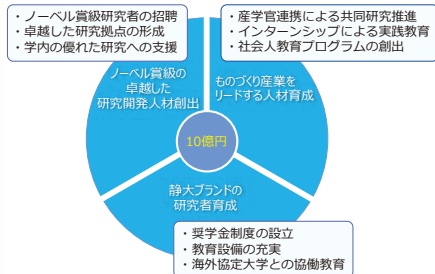 ・ノーベル賞級研究者の招聘
・卓越した研究拠点の形成
・学内の優れた研究への支援
・産学官連携による共同研究推進
・インターンシップによる実践教育
・社会人教育プログラムの創出
ノーベル賞級の
卓越した
研究開発人材創出
ものづくり産業を
リードする人材育成
10億円
静大ブランドの
研究者育成
・奨学金制度の設立
・教育設備の充実
・海外協定大学との協働教育